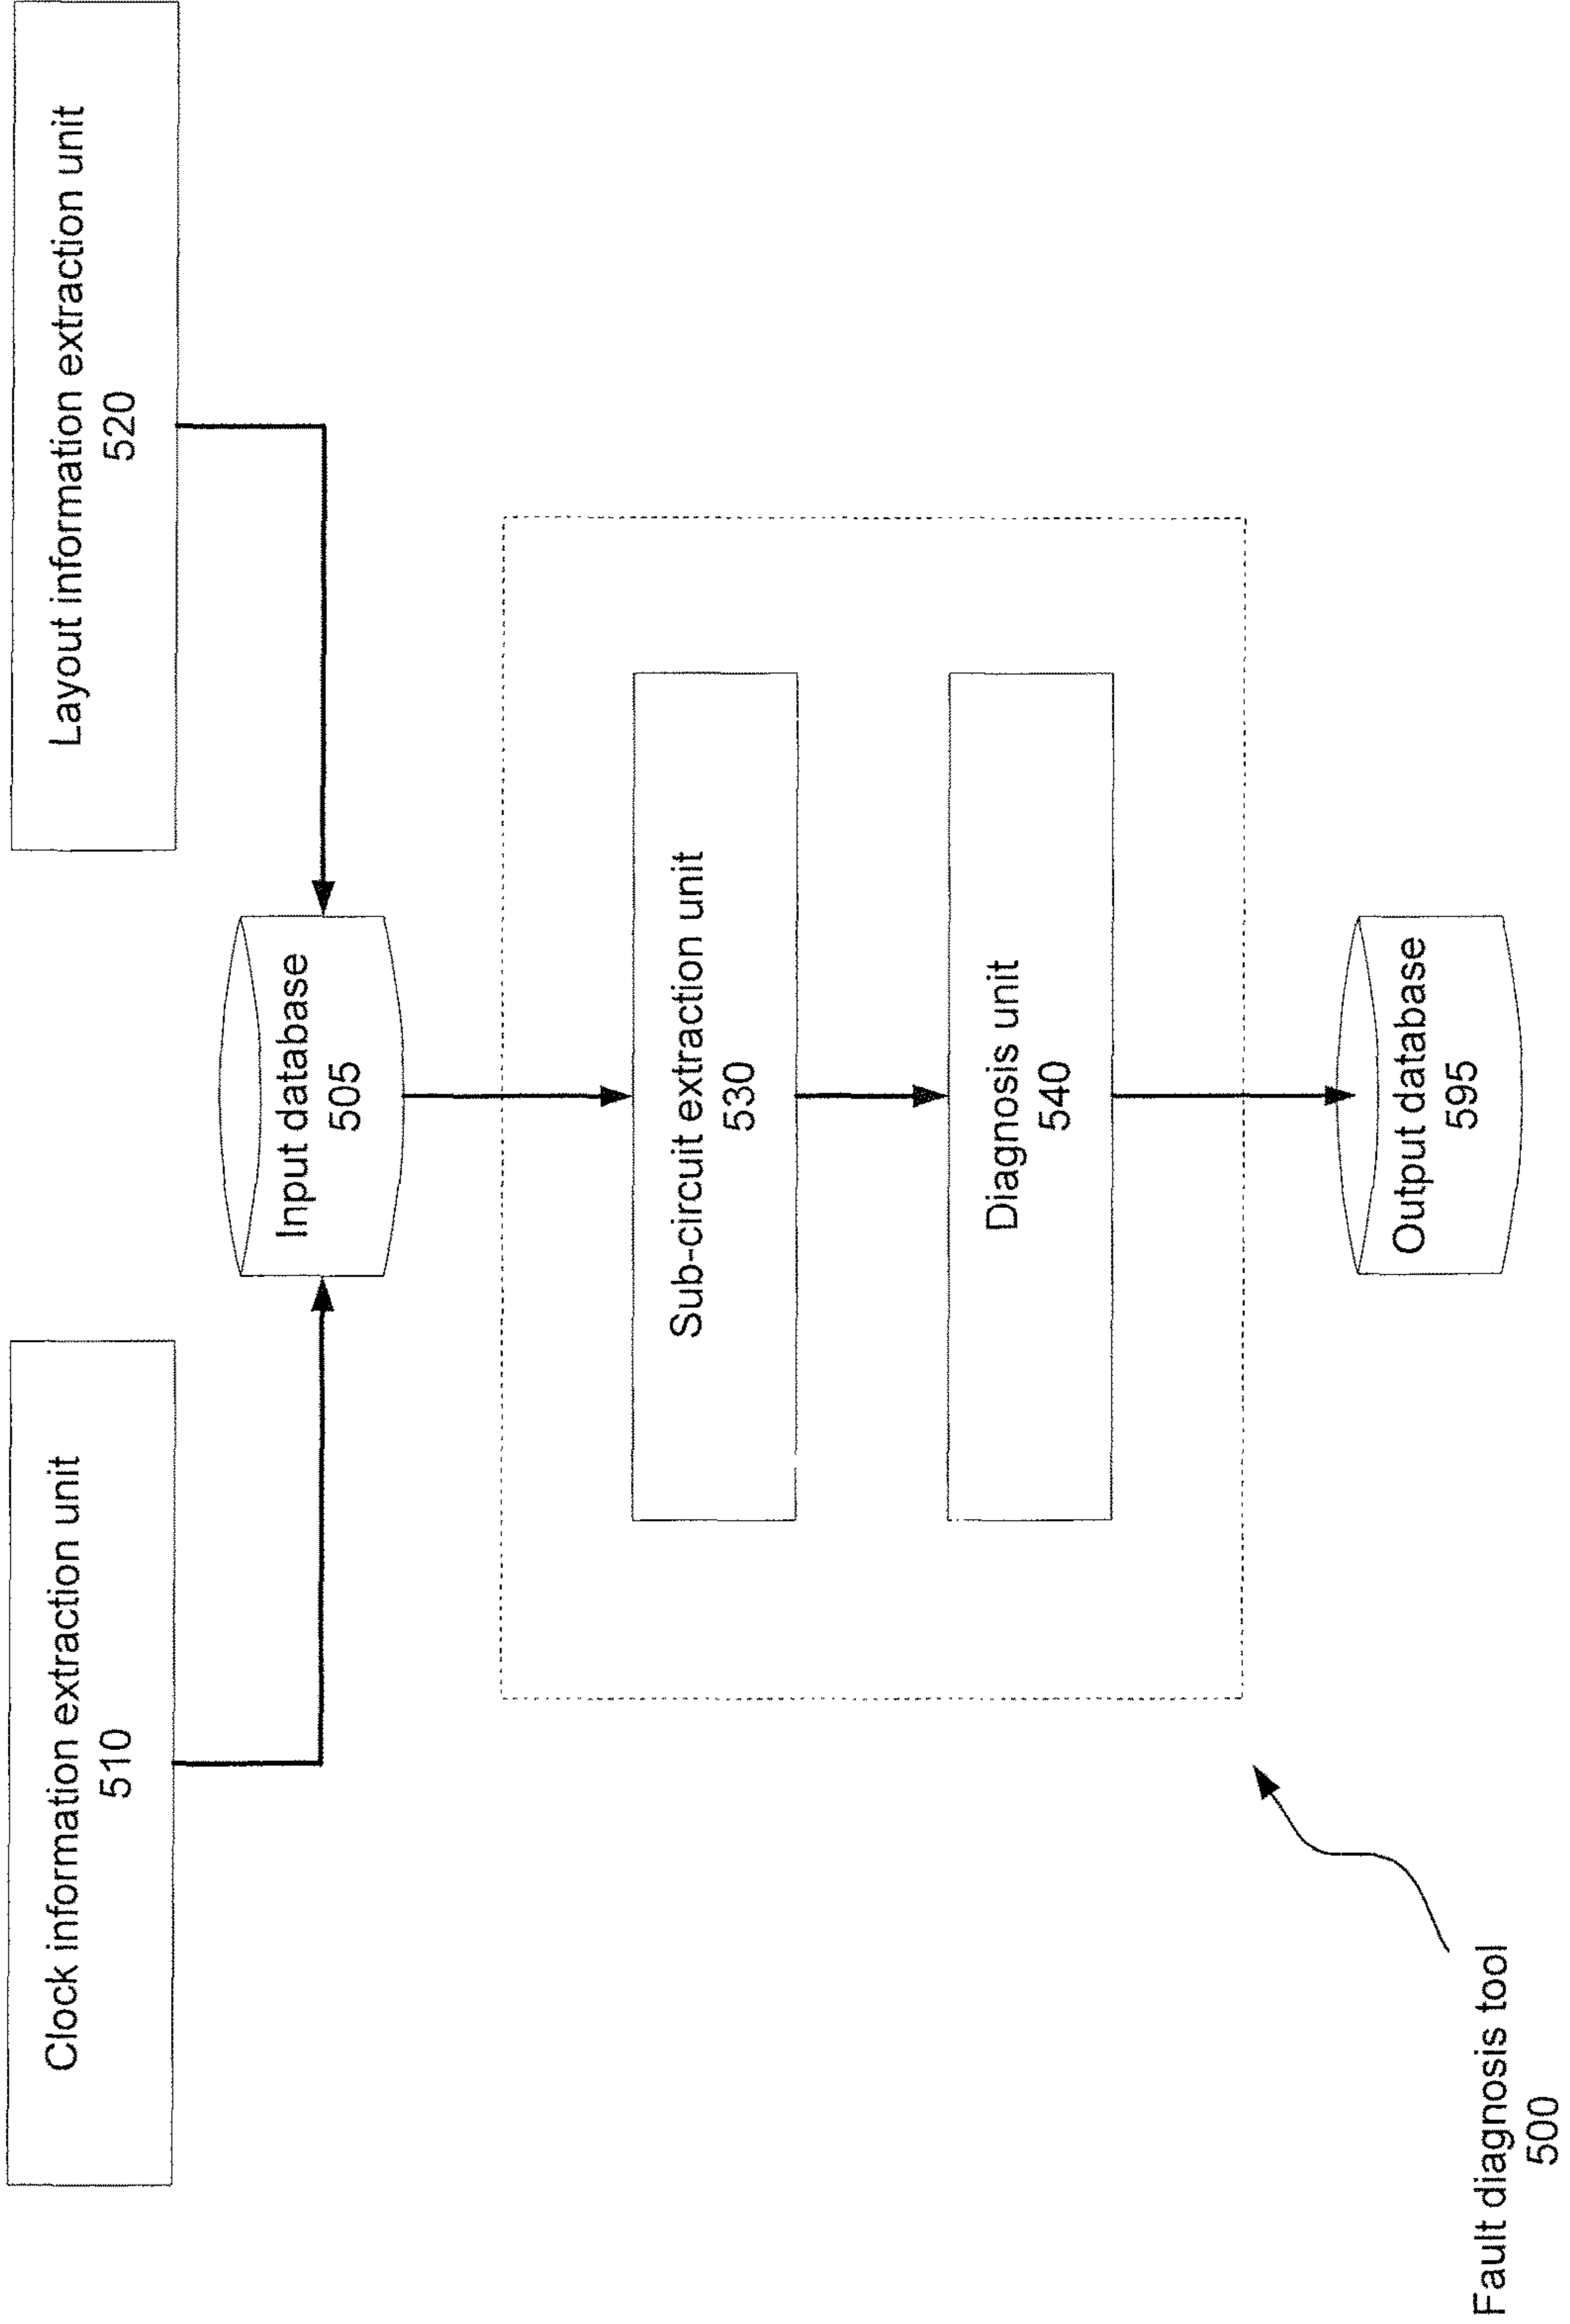 Clock information extraction unit
510
Layout information extraction unit
520
Input database
505
Sub-circuit extraction unit
530
Diagnosis unit
540
Output database
595
Fault diagnosis tool
500